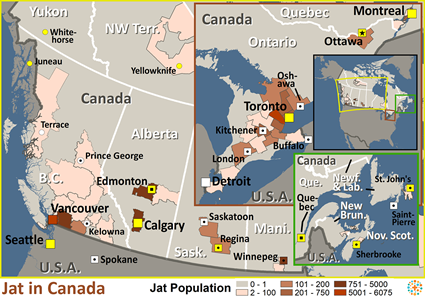 Yukon
White-
horse
Juneau
NW Terr.
Yellowknife
Canada
Terrace
Prince George
Alberta
Edmonton
B.C.
Vancouver
Kelowna
Calgary
Seattle
Spokane
U.S.A.
Saskatoon
Regina
Sask.
Mani.
Winnepeg
Canada
Quebec
Montreal
Ottawa
Ontario
Osh-
awa
Toronto
Kitchener
London
Buffalo
Detroit
U.S.A.
Canada
Que.
Newf.
& Lab.
St. John's
Que-
bec
New
Brun.
Saint-
Pierre
Nov. Scot.
Sherbrooke
U.S.A.
Jat in Canada
Jat Population
0 - 1
2 - 100
101 - 200
201 - 750
751 - 5000
5001 - 6075